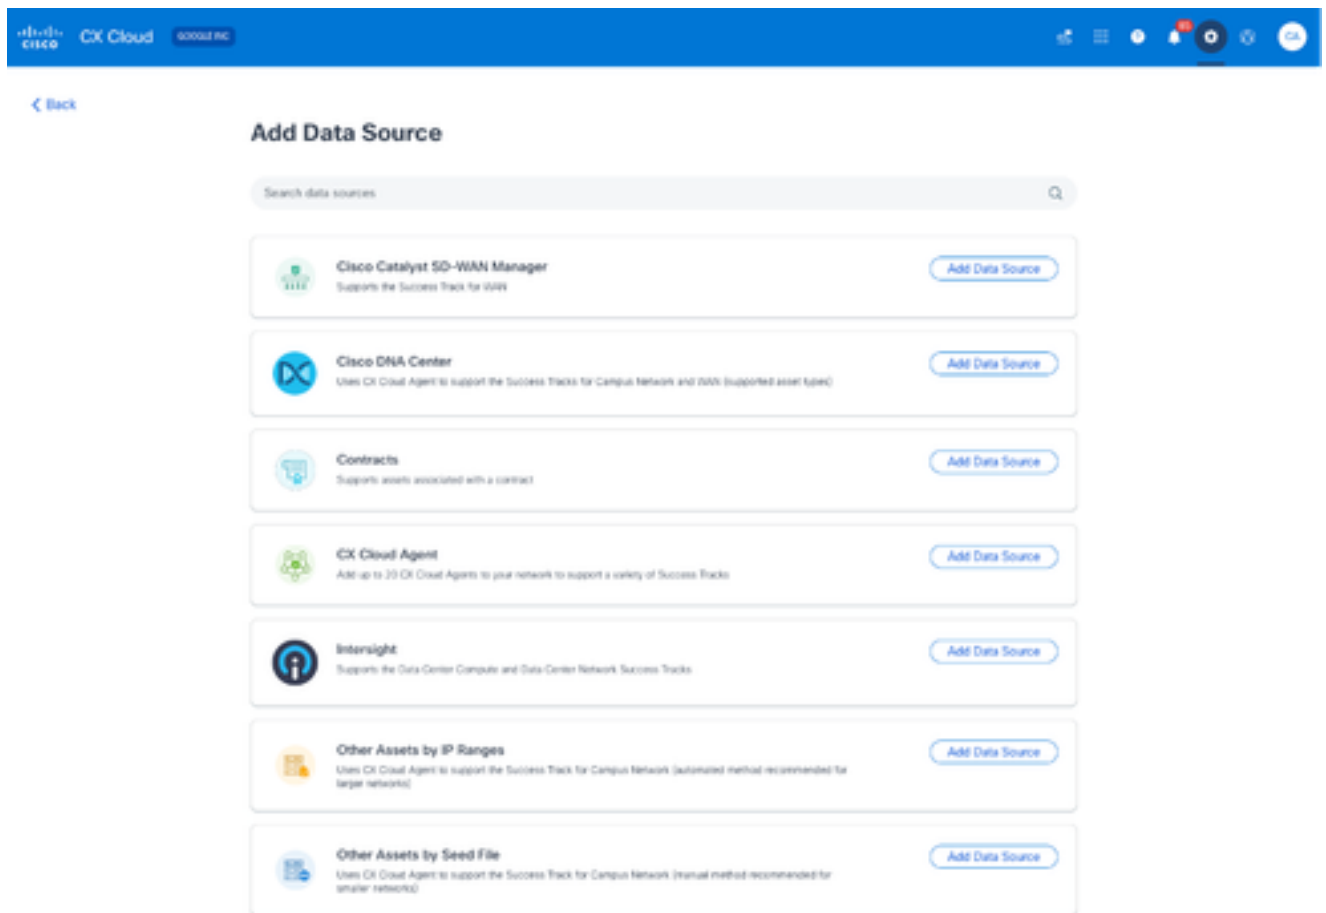 cisco CX Cloud GOOGLE INC
CA
Back
Add Data Source
Search data sources
Cisco Catalyst SD-WAN Manager
Add Data Source
Supports the Success Track for WAN
Cisco DNA Center
Add Data Source
Uses CX Cloud Agent to support the Success Tracks for Campus Network and WAN (supported asset types)
Contracts
Add Data Source
Supports assets associated with a contract
CX Cloud Agent
Add Data Source
Add up to 20 CX Cloud Agents to your network to support a variety of Success Tracks
Intersight
Add Data Source
Supports the Data Center Compute and Data Center Network Success Tracks
Other Assets by IP Ranges
Add Data Source
Uses CX Cloud Agent to support the Success Track for Campus Network (automated method recommended for
larger networks)
Other Assets by Seed File
Add Data Source
Uses CX Cloud Agent to support the Success Track for Campus Network (manual method recommended for
smaller networks)